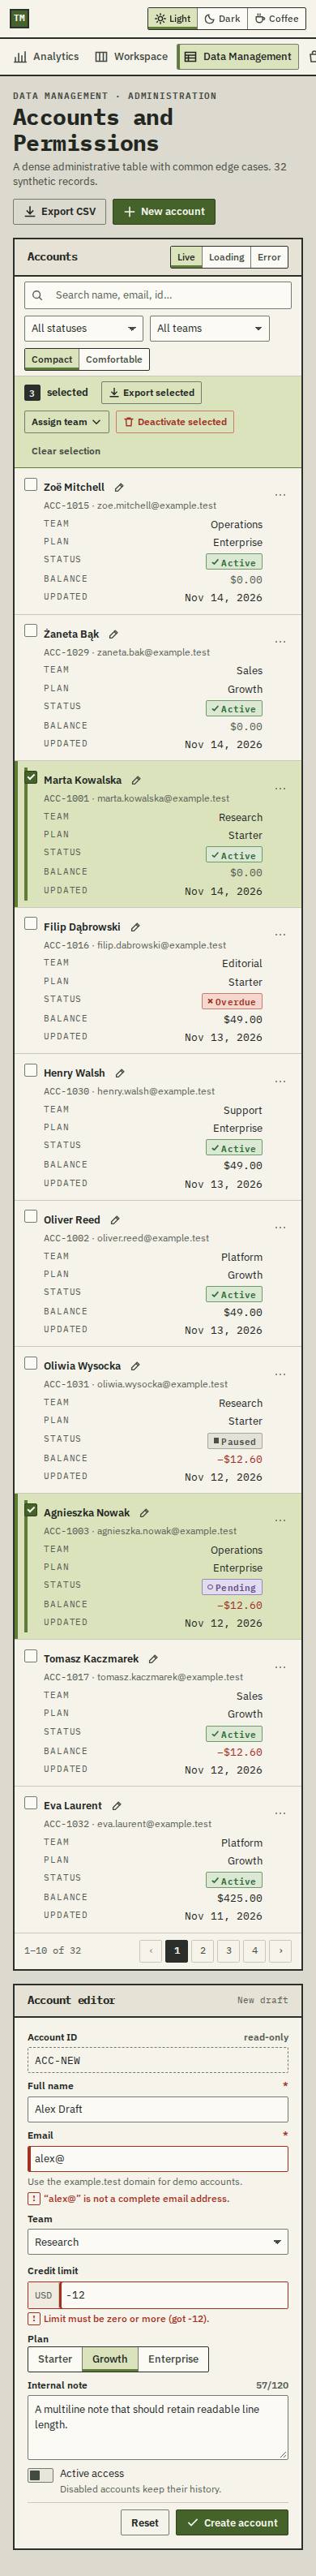 TM
Light Dark Coffee
Analytics Workspace Data Management
DATA MANAGEMENT · ADMINISTRATION
Accounts and
Permissions
A dense administrative table with common edge cases. 32
synthetic records.
Export CSV New account
Accounts Live Loading Error
Search name, email, id…
All statuses All teams
Compact Comfortable
3 selected Export selected
Assign team Deactivate selected
Clear selection
Zoë Mitchell …
ACC-1015 · zoe.mitchell@example.test
TEAM Operations
PLAN Enterprise
STATUS Active
BALANCE $0.00
UPDATED Nov 14, 2026
Żaneta Bąk …
ACC-1029 · zaneta.bak@example.test
TEAM Sales
PLAN Growth
STATUS Active
BALANCE $0.00
UPDATED Nov 14, 2026
Marta Kowalska …
ACC-1001 · marta.kowalska@example.test
TEAM Research
PLAN Starter
STATUS Active
BALANCE $0.00
UPDATED Nov 14, 2026
Filip Dąbrowski …
ACC-1016 · filip.dabrowski@example.test
TEAM Editorial
PLAN Starter
STATUS Overdue
BALANCE $49.00
UPDATED Nov 13, 2026
Henry Walsh …
ACC-1030 · henry.walsh@example.test
TEAM Support
PLAN Enterprise
STATUS Active
BALANCE $49.00
UPDATED Nov 13, 2026
Oliver Reed …
ACC-1002 · oliver.reed@example.test
TEAM Platform
PLAN Growth
STATUS Active
BALANCE $49.00
UPDATED Nov 13, 2026
Oliwia Wysocka …
ACC-1031 · oliwia.wysocka@example.test
TEAM Research
PLAN Starter
STATUS Paused
BALANCE −$12.60
UPDATED Nov 12, 2026
Agnieszka Nowak …
ACC-1003 · agnieszka.nowak@example.test
TEAM Operations
PLAN Enterprise
STATUS Pending
BALANCE −$12.60
UPDATED Nov 12, 2026
Tomasz Kaczmarek …
ACC-1017 · tomasz.kaczmarek@example.test
TEAM Sales
PLAN Growth
STATUS Active
BALANCE −$12.60
UPDATED Nov 12, 2026
Eva Laurent …
ACC-1032 · eva.laurent@example.test
TEAM Platform
PLAN Growth
STATUS Active
BALANCE $425.00
UPDATED Nov 11, 2026
1–10 of 32 ‹ 1 2 3 4 ›
Account editor New draft
Account ID read-only
ACC-NEW
Full name *
Alex Draft
Email *
alex@
Use the example.test domain for demo accounts.
! “alex@” is not a complete email address.
Team
Research
Credit limit
USD -12
! Limit must be zero or more (got -12).
Plan
Starter Growth Enterprise
Internal note 57/120
A multiline note that should retain readable line
length.
Active access
Disabled accounts keep their history.
Reset Create account